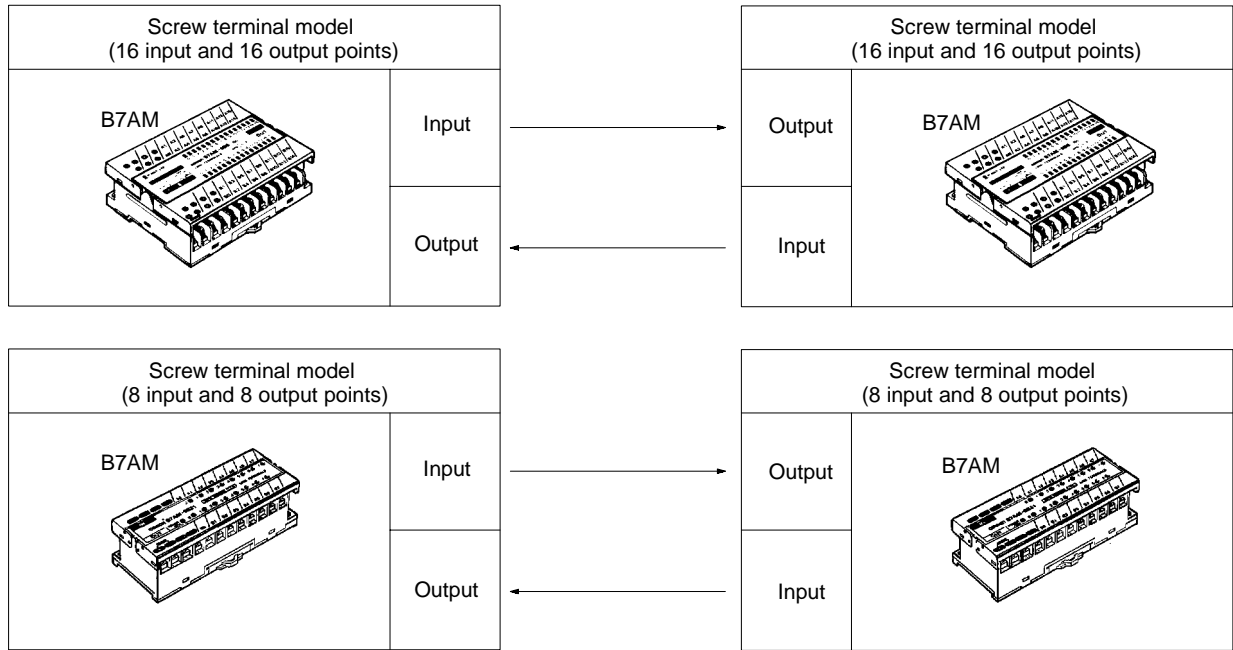 Screw terminal model
(16 input and 16 output points)
B7AM
Input
Output
Screw terminal model
(16 input and 16 output points)
Output
Input
B7AM
Screw terminal model
(8 input and 8 output points)
B7AM
Input
Output
Screw terminal model
(8 input and 8 output points)
Output
Input
B7AM